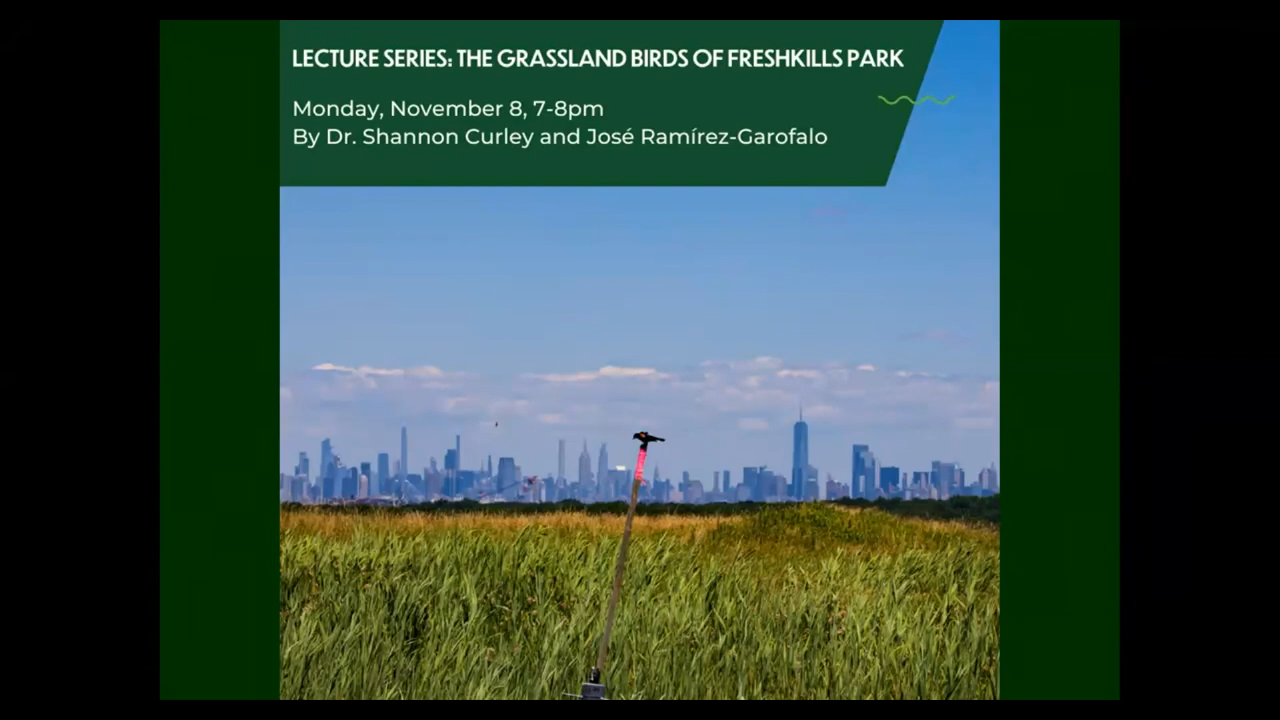 LECTURE SERIES: THE GRASSLAND BIRDS OF FRESHKILLS PARK
Monday, November 8, 7-8pm
By Dr. Shannon Curley and José Ramírez-Garofalo